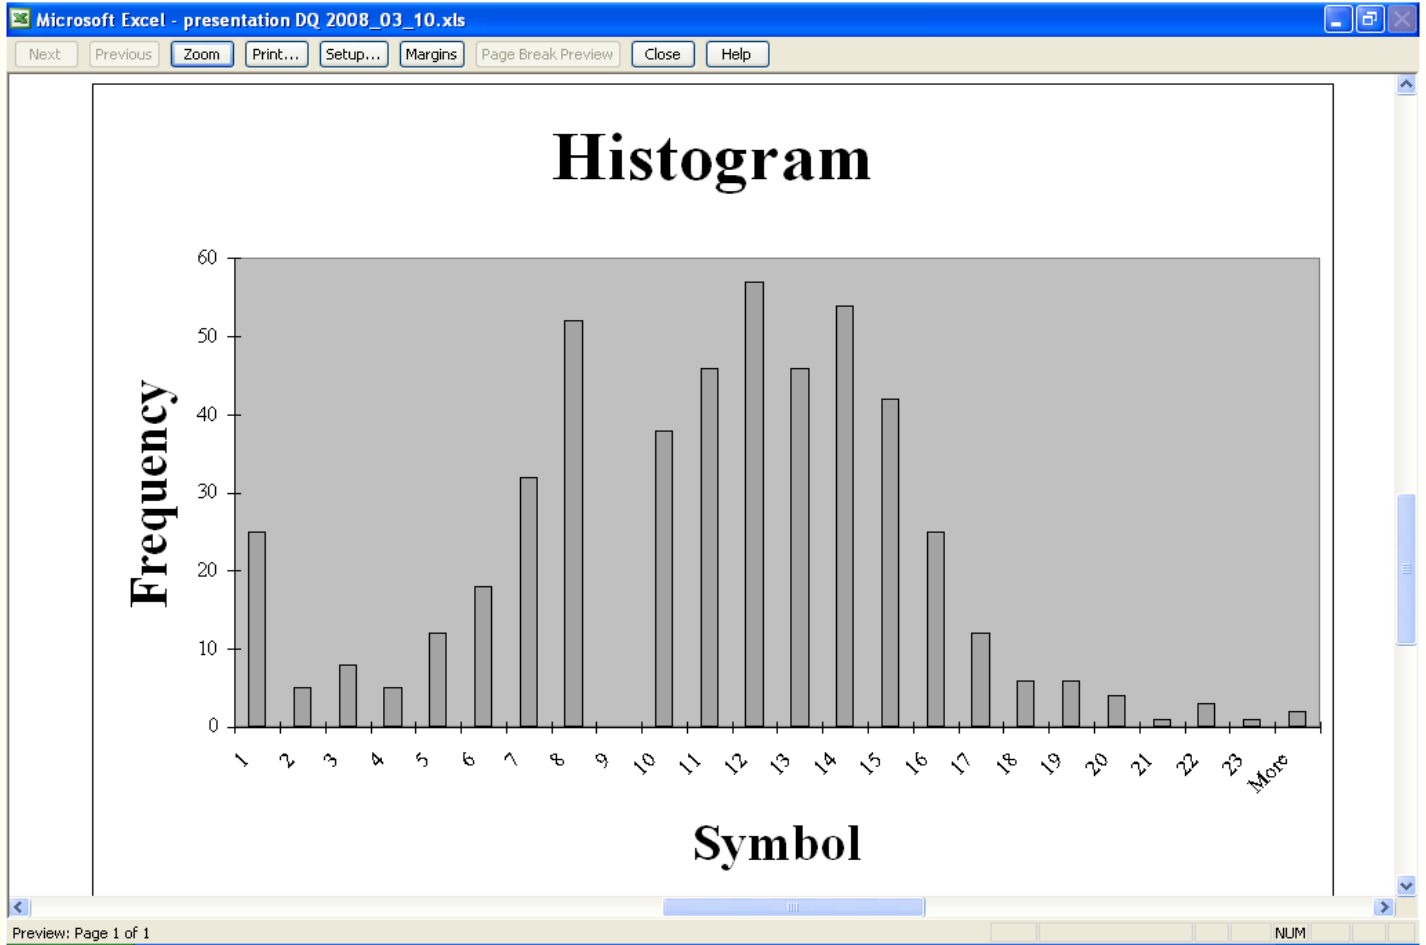 Microsoft Excel - presentation DQ 2008_03_10.xls
Next Previous Zoom Print... Setup... Margins Page Break Preview Close Help
Histogram
60
50
40
30
20
10
0
Frequency
1 2 3 4 5 6 7 8 9 10 11 12 13 14 15 16 17 18 19 20 21 22 23 More
Symbol
Preview: Page 1 of 1 NUM